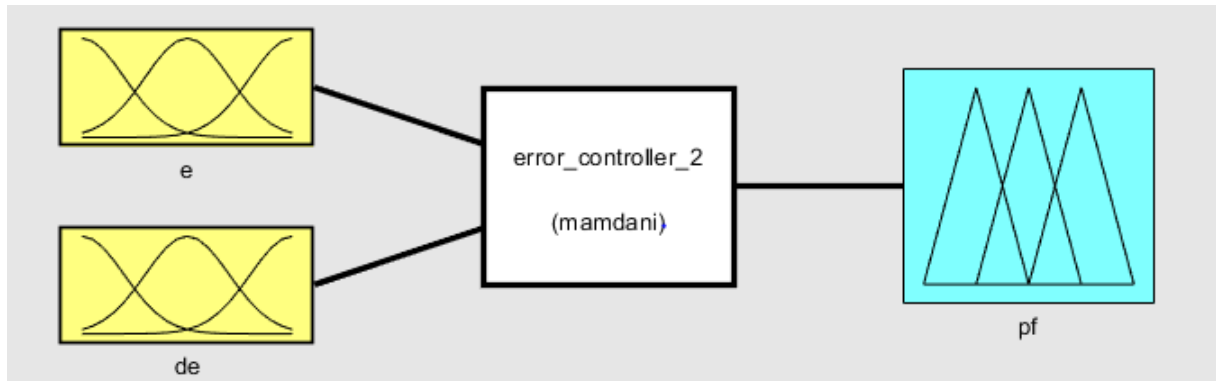 e
error_controller_2
(mamdani)
de
pf